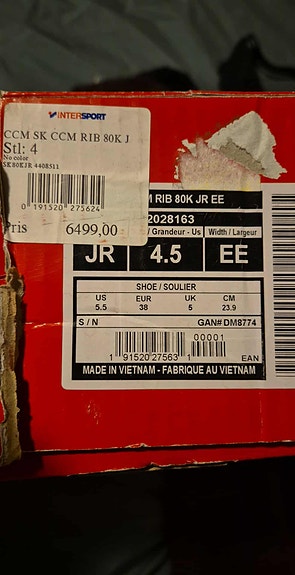 INTERSPORT
CCM SK CCM RIB 80K J
Stl: 4
No color
SK80KJR 4408511
0 191520 275624
Pris 6499,00
RIB 80K JR EE
2028163
/ Grandeur - Us Width / Largeur
JR 4.5 EE
SHOE / SOULIER
US EUR UK CM
5.5 38 5 23.9
S / N GAN# DM8774
00001
1 91520 27563 1 EAN
MADE IN VIETNAM - FABRIQUE AU VIETNAM